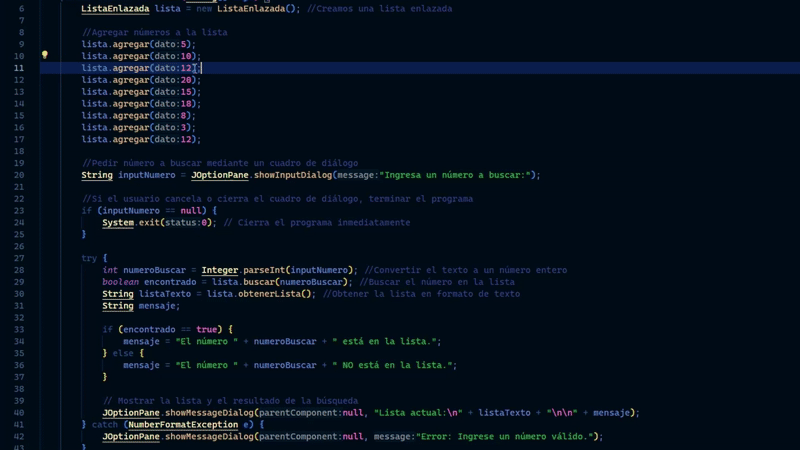 6 ListaEnlazada lista = new ListaEnlazada(); //Creamos una lista enlazada
7
8 //Agregar números a la lista
9 lista.agregar(dato:5);
10 lista.agregar(dato:10);
11 lista.agregar(dato:12);
12 lista.agregar(dato:20);
13 lista.agregar(dato:15);
14 lista.agregar(dato:18);
15 lista.agregar(dato:8);
16 lista.agregar(dato:3);
17 lista.agregar(dato:12);
18
19 //Pedir número a buscar mediante un cuadro de diálogo
20 String inputNumero = JOptionPane.showInputDialog(message:"Ingresa un número a buscar:");
21
22 //Si el usuario cancela o cierra el cuadro de diálogo, terminar el programa
23 if (inputNumero == null) {
24 System.exit(status:0); // Cierra el programa inmediatamente
25 }
26
27 try {
28 int numeroBuscar = Integer.parseInt(inputNumero); //Convertir el texto a un número entero
29 boolean encontrado = lista.buscar(numeroBuscar); //Buscar el número en la lista
30 String listaTexto = lista.obtenerLista(); //Obtener la lista en formato de texto
31 String mensaje;
32
33 if (encontrado == true) {
34 mensaje = "El número " + numeroBuscar + " está en la lista.";
35 } else {
36 mensaje = "El número " + numeroBuscar + " NO está en la lista.";
37 }
38
39 // Mostrar la lista y el resultado de la búsqueda
40 JOptionPane.showMessageDialog(parentComponent:null, "Lista actual:\n" + listaTexto + "\n\n" + mensaje);
41 } catch (NumberFormatException e) {
42 JOptionPane.showMessageDialog(parentComponent:null, message:"Error: Ingrese un número válido.");
43 }